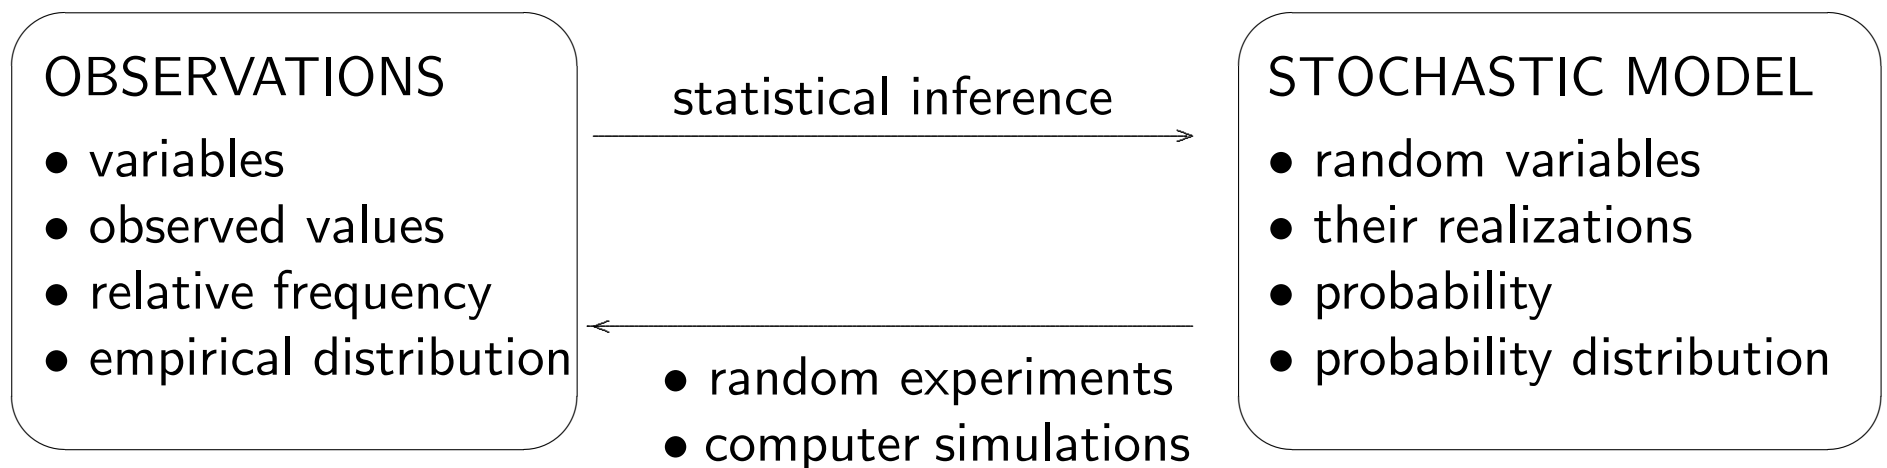 OBSERVATIONS
• variables
• observed values
• relative frequency
• empirical distribution
statistical inference
• random experiments
• computer simulations
STOCHASTIC MODEL
• random variables
• their realizations
• probability
• probability distribution